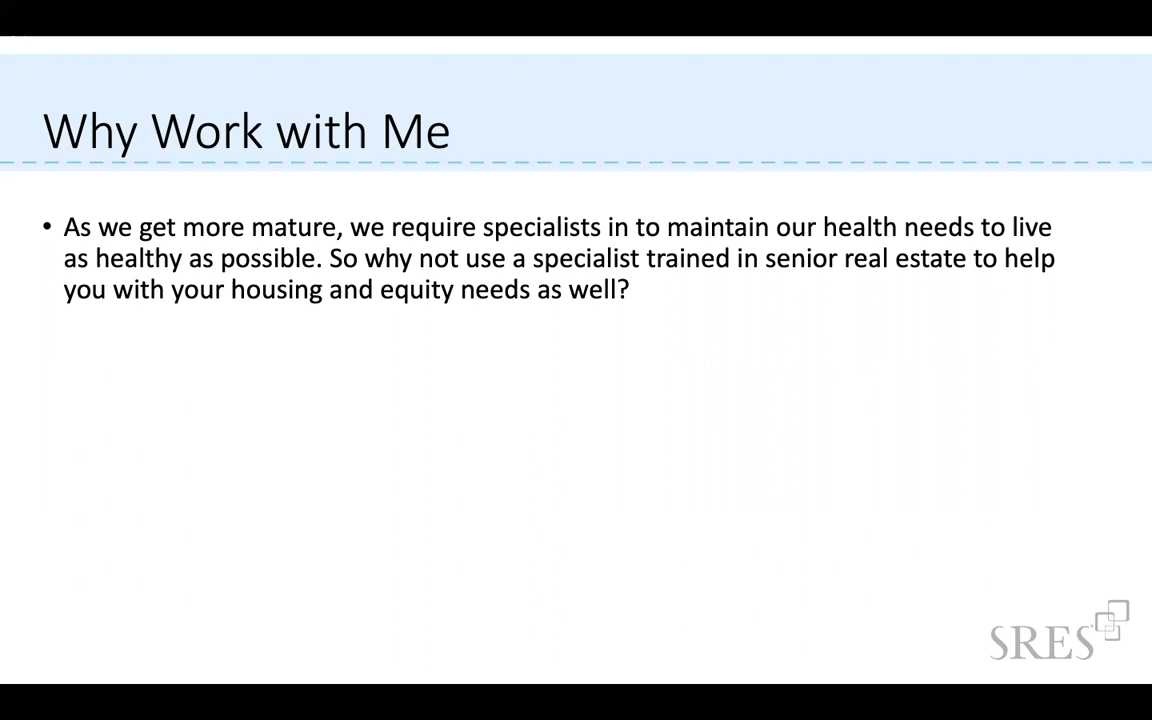 Why Work with Me
• As we get more mature, we require specialists in to maintain our health needs to live
as healthy as possible. So why not use a specialist trained in senior real estate to help
you with your housing and equity needs as well?
SRES